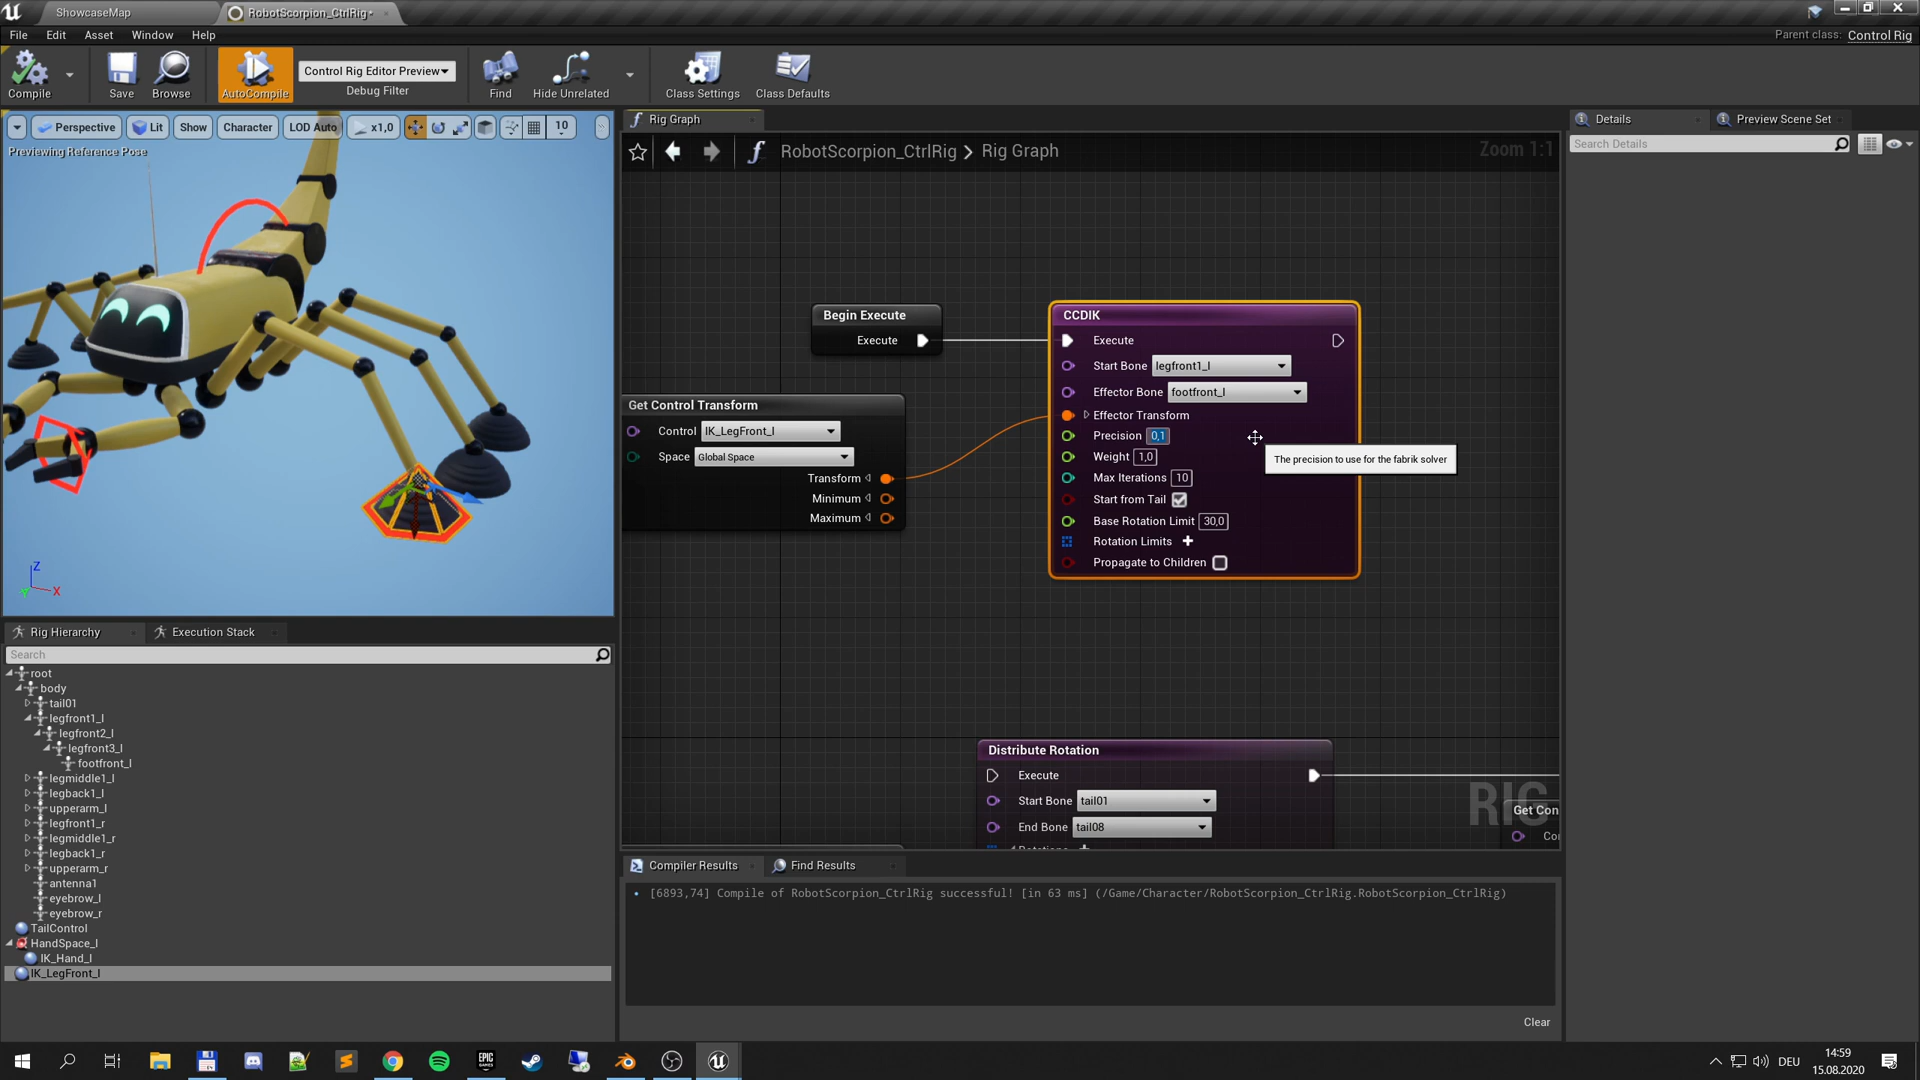 ShowcaseMap
RobotScorpion_CtrlRig*
File Edit Asset Window Help
Parent class: Control Rig
Compile
Save
Browse
AutoCompile
Control Rig Editor Preview
Debug Filter
Find
Hide Unrelated
Class Settings
Class Defaults
Perspective
Lit
Show
Character
LOD Auto
x1,0
10
Previewing Reference Pose
Z
X
Y
Rig Graph
RobotScorpion_CtrlRig > Rig Graph
Zoom 1:1
Begin Execute
Execute
Get Control Transform
Control IK_LegFront_l
Space Global Space
Transform
Minimum
Maximum
CCDIK
Execute
Start Bone legfront1_l
Effector Bone footfront_l
Effector Transform
Precision 0,1
Weight 1,0
Max Iterations 10
Start from Tail
Base Rotation Limit 30,0
Rotation Limits
Propagate to Children
The precision to use for the fabrik solver
Distribute Rotation
Execute
Start Bone tail01
End Bone tail08
Rotations
RIG
Get Con
Co
Details
Preview Scene Set
Search Details
Rig Hierarchy
Execution Stack
Search
root
body
tail01
legfront1_l
legfront2_l
legfront3_l
footfront_l
legmiddle1_l
legback1_l
upperarm_l
legfront1_r
legmiddle1_r
legback1_r
upperarm_r
antenna1
eyebrow_l
eyebrow_r
TailControl
HandSpace_l
IK_Hand_l
IK_LegFront_l
Compiler Results
Find Results
[6893,74] Compile of RobotScorpion_CtrlRig successful! [in 63 ms] (/Game/Character/RobotScorpion_CtrlRig.RobotScorpion_CtrlRig)
Clear
EPIC
GAMES
DEU
14:59
15.08.2020